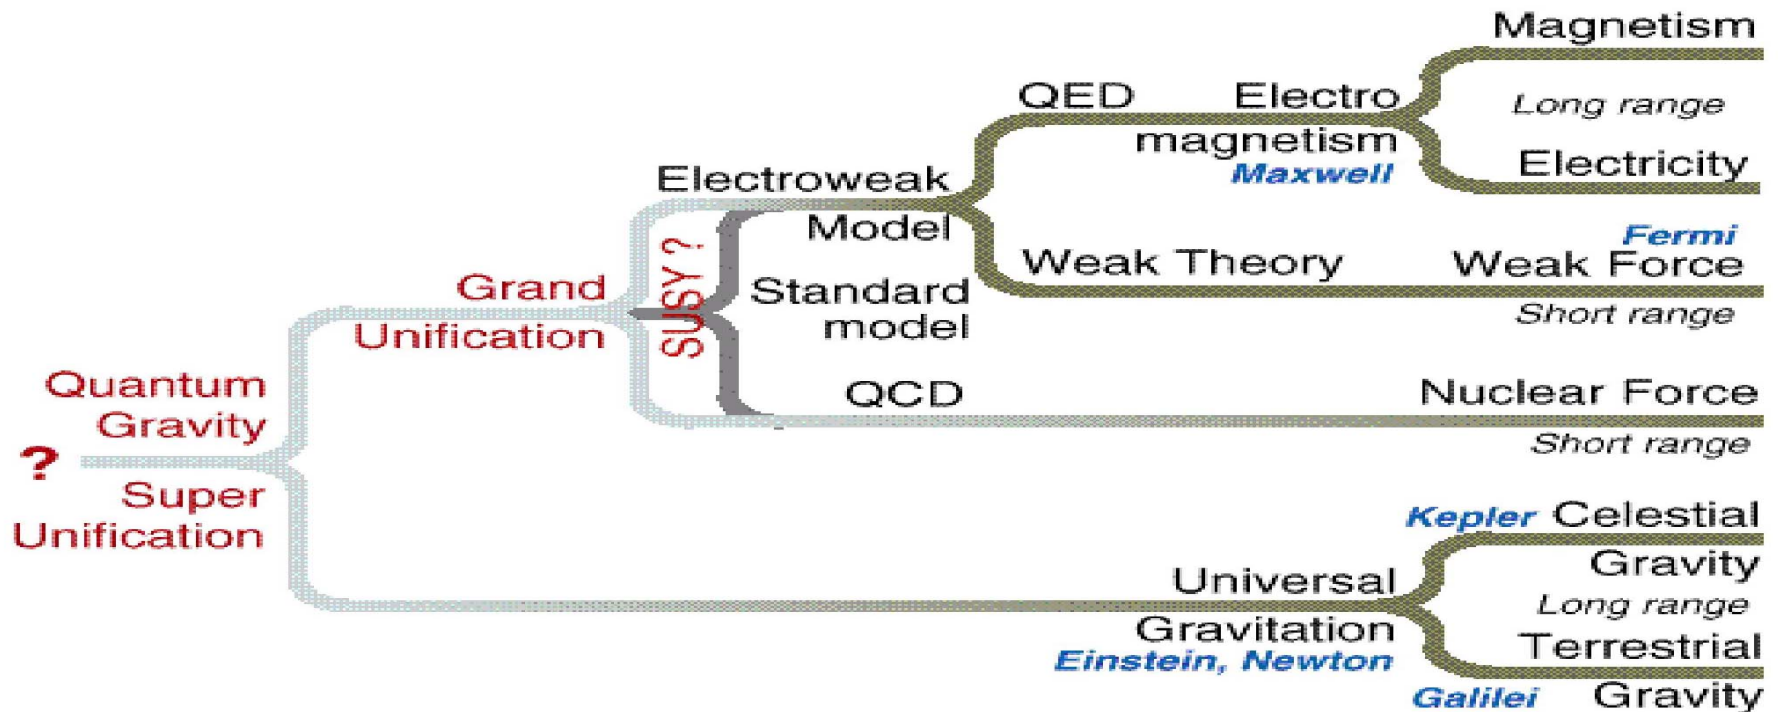 Magnetism
QED
Electro
magnetism
Maxwell
Long range
Electricity
Electroweak
Model
Fermi
Weak Theory
Weak Force
Short range
SUSY ?
Standard
model
Grand
Unification
QCD
Nuclear Force
Short range
Quantum
Gravity
?
Super
Unification
Kepler Celestial
Gravity
Universal
Gravitation
Einstein, Newton
Long range
Terrestrial
Galilei Gravity